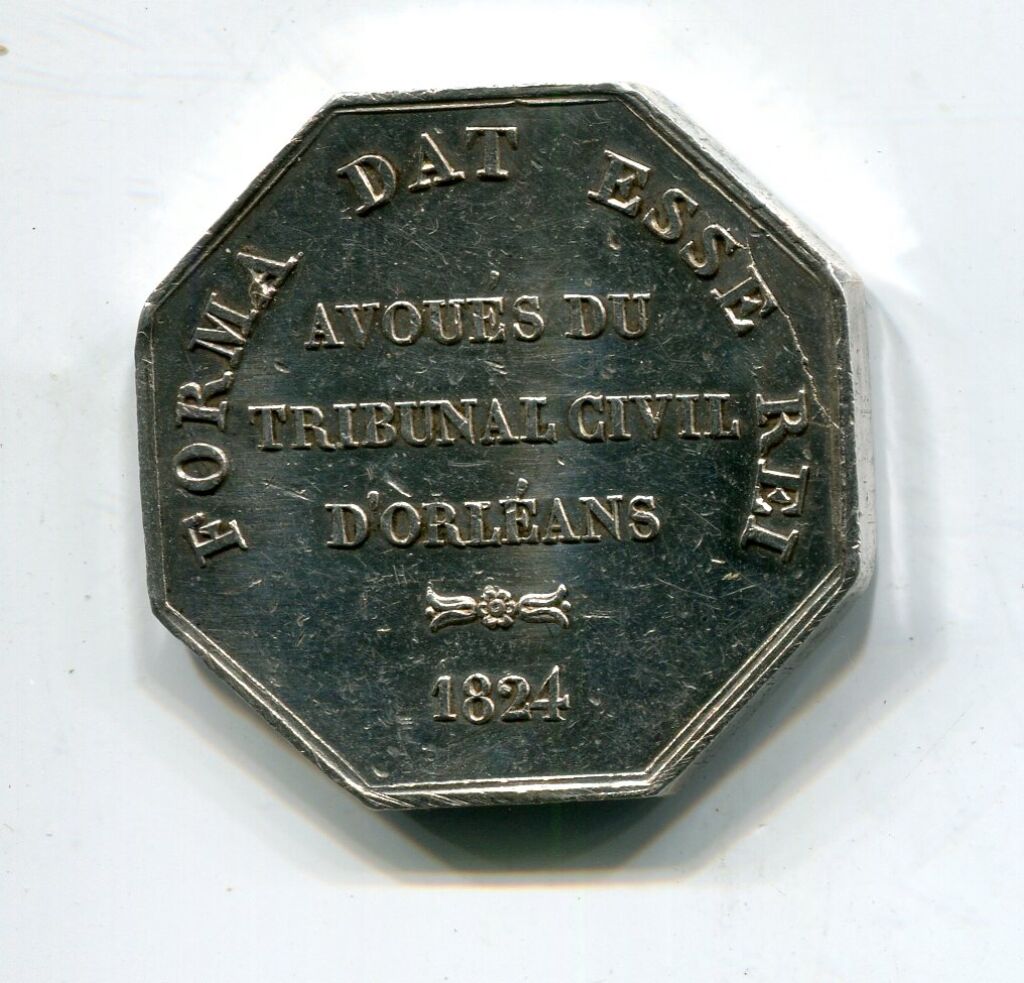 FORMA DAT ESSE REI
AVOUÉS DU
TRIBUNAL CIVIL
D'ORLÉANS
1824